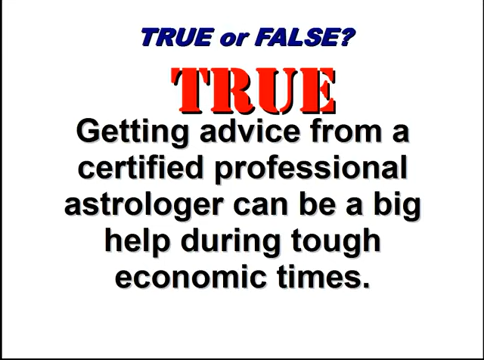 TRUE or FALSE?
TRUE
Getting advice from a
certified professional
astrologer can be a big
help during tough
economic times.